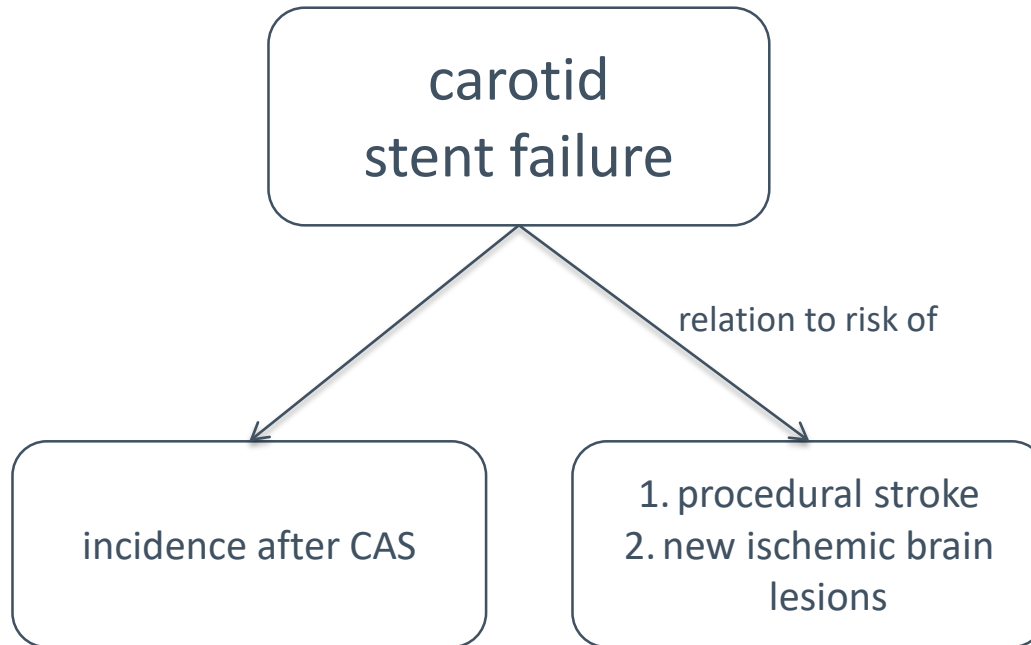 carotid
stent failure
relation to risk of
incidence after CAS
1. procedural stroke
2. new ischemic brain
lesions